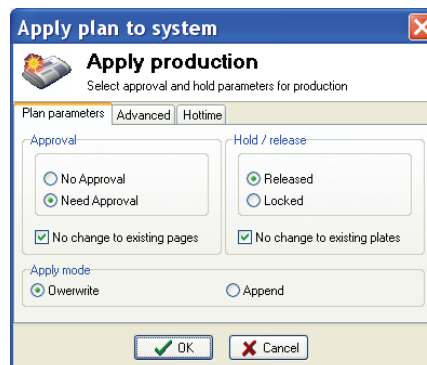 Apply plan to system
Apply production
Select approval and hold parameters for production
Plan parameters Advanced Hottime
Approval Hold / release
No Approval Released
Need Approval Locked
No change to existing pages No change to existing plates
Apply mode
Owerwrite Append
OK Cancel